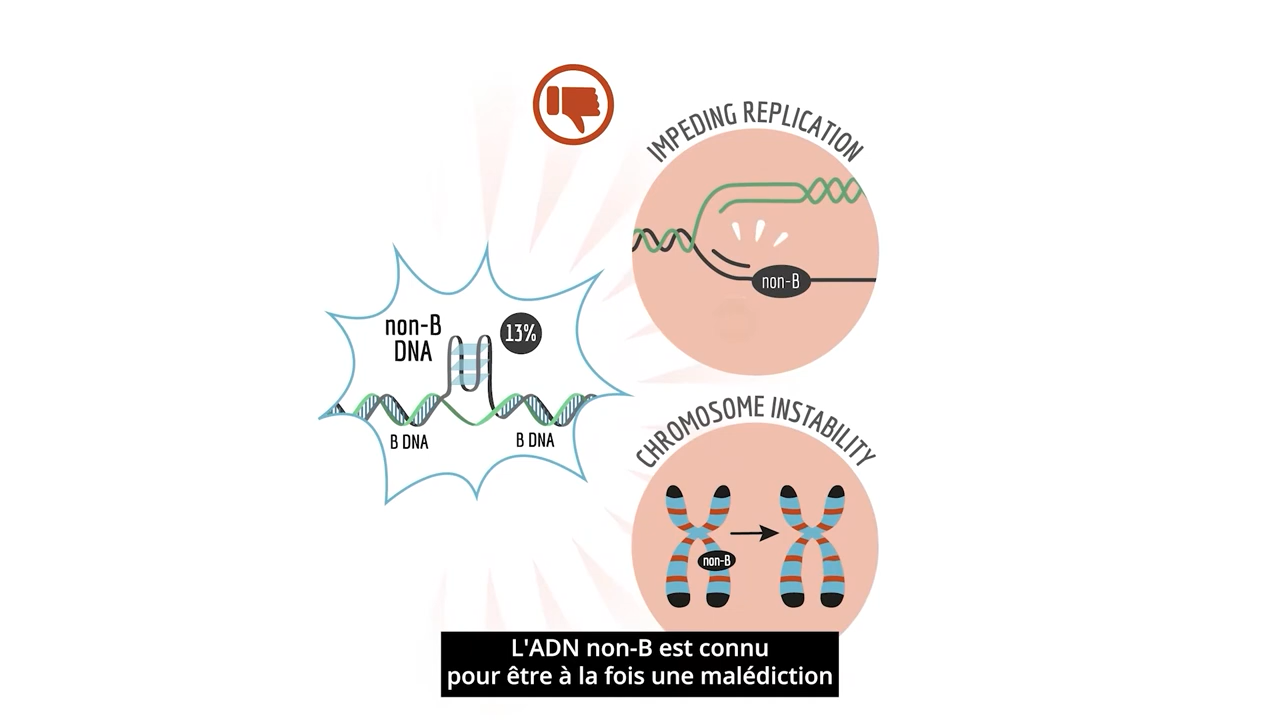 IMPEDING REPLICATION
non-B
non-B
DNA
13%
B DNA
B DNA
CHROMOSOME INSTABILITY
non-B
L'ADN non-B est connu
pour être à la fois une malédiction